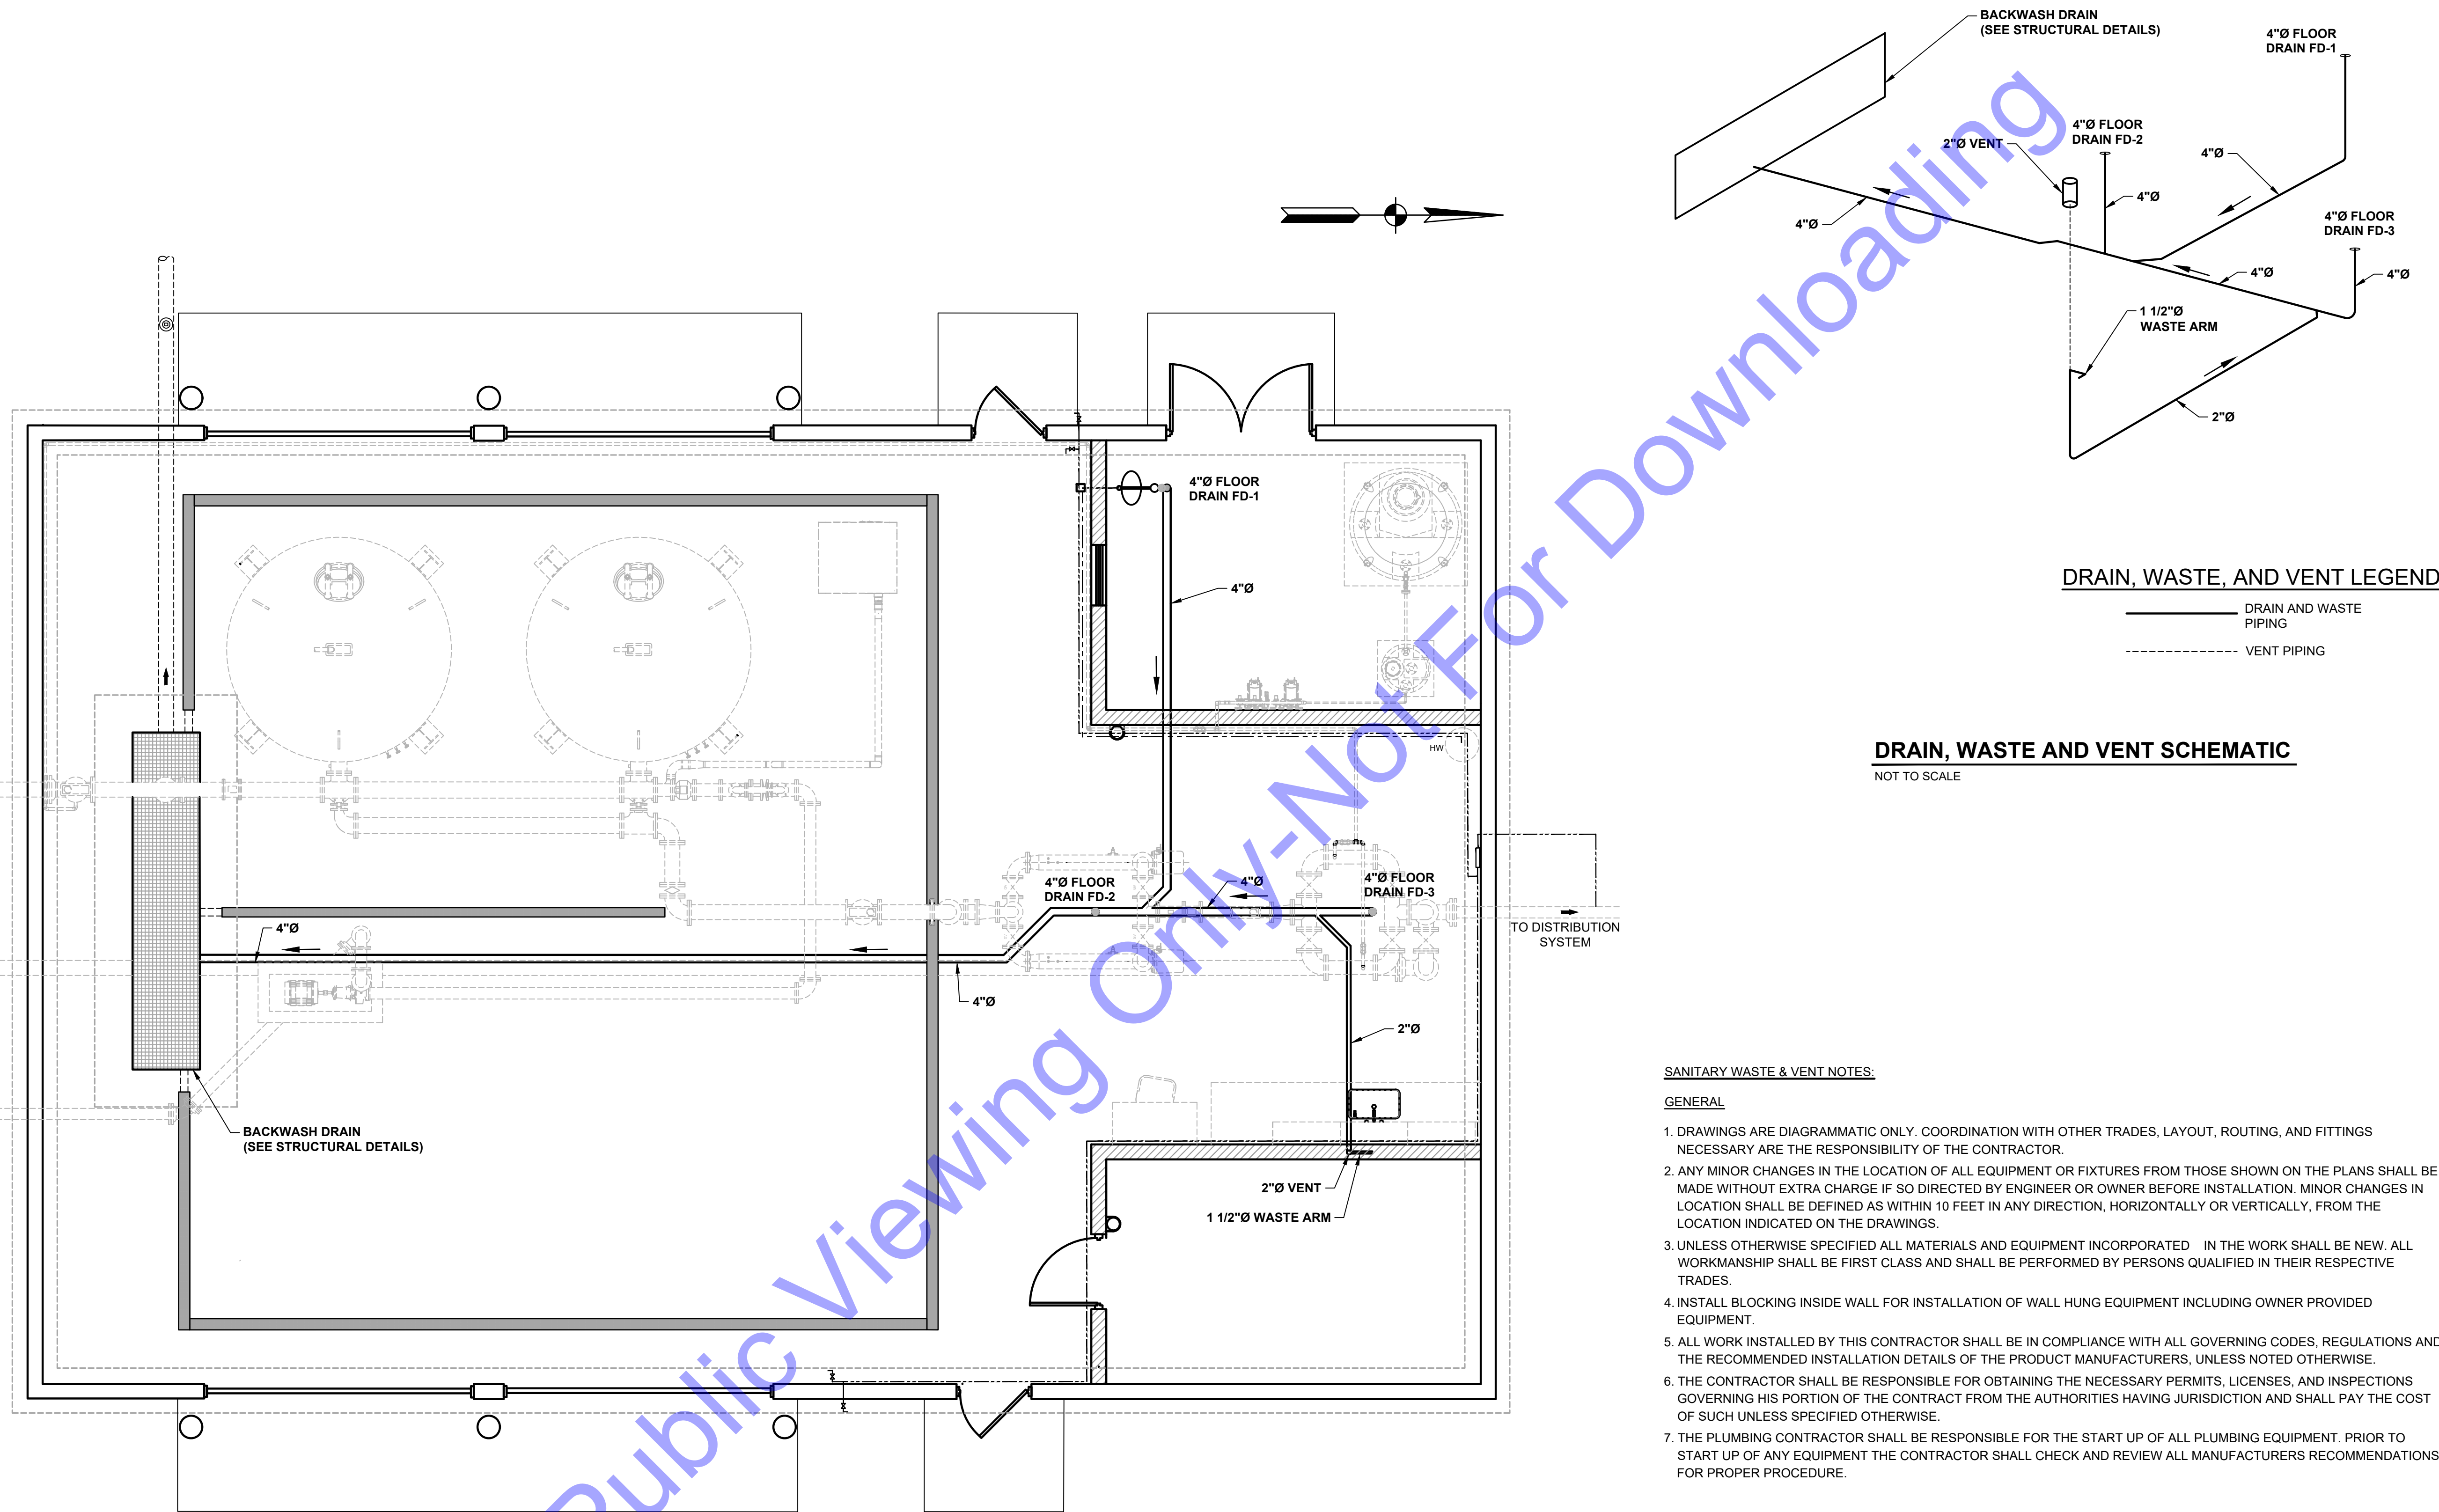 BACKWASH DRAIN
(SEE STRUCTURAL DETAILS)
4"Ø FLOOR
DRAIN FD-1
4"Ø FLOOR
DRAIN FD-2
2"Ø VENT
4"Ø
4"Ø
4"Ø
4"Ø FLOOR
DRAIN FD-3
4"Ø
4"Ø
1 1/2"Ø
WASTE ARM
2"Ø
DRAIN, WASTE, AND VENT LEGEND
DRAIN AND WASTE
PIPING
VENT PIPING
DRAIN, WASTE AND VENT SCHEMATIC
NOT TO SCALE
4"Ø FLOOR
DRAIN FD-1
4"Ø
HW
4"Ø FLOOR
DRAIN FD-2
4"Ø
4"Ø FLOOR
DRAIN FD-3
4"Ø
TO DISTRIBUTION
SYSTEM
4"Ø
2"Ø
BACKWASH DRAIN
(SEE STRUCTURAL DETAILS)
2"Ø VENT
1 1/2"Ø WASTE ARM
Public Viewing Only-Not For Downloading
SANITARY WASTE & VENT NOTES:
GENERAL
1. DRAWINGS ARE DIAGRAMMATIC ONLY. COORDINATION WITH OTHER TRADES, LAYOUT, ROUTING, AND FITTINGS
NECESSARY ARE THE RESPONSIBILITY OF THE CONTRACTOR.
2. ANY MINOR CHANGES IN THE LOCATION OF ALL EQUIPMENT OR FIXTURES FROM THOSE SHOWN ON THE PLANS SHALL BE
MADE WITHOUT EXTRA CHARGE IF SO DIRECTED BY ENGINEER OR OWNER BEFORE INSTALLATION. MINOR CHANGES IN
LOCATION SHALL BE DEFINED AS WITHIN 10 FEET IN ANY DIRECTION, HORIZONTALLY OR VERTICALLY, FROM THE
LOCATION INDICATED ON THE DRAWINGS.
3. UNLESS OTHERWISE SPECIFIED ALL MATERIALS AND EQUIPMENT INCORPORATED IN THE WORK SHALL BE NEW. ALL
WORKMANSHIP SHALL BE FIRST CLASS AND SHALL BE PERFORMED BY PERSONS QUALIFIED IN THEIR RESPECTIVE
TRADES.
4. INSTALL BLOCKING INSIDE WALL FOR INSTALLATION OF WALL HUNG EQUIPMENT INCLUDING OWNER PROVIDED
EQUIPMENT.
5. ALL WORK INSTALLED BY THIS CONTRACTOR SHALL BE IN COMPLIANCE WITH ALL GOVERNING CODES, REGULATIONS AND
THE RECOMMENDED INSTALLATION DETAILS OF THE PRODUCT MANUFACTURERS, UNLESS NOTED OTHERWISE.
6. THE CONTRACTOR SHALL BE RESPONSIBLE FOR OBTAINING THE NECESSARY PERMITS, LICENSES, AND INSPECTIONS
GOVERNING HIS PORTION OF THE CONTRACT FROM THE AUTHORITIES HAVING JURISDICTION AND SHALL PAY THE COST
OF SUCH UNLESS SPECIFIED OTHERWISE.
7. THE PLUMBING CONTRACTOR SHALL BE RESPONSIBLE FOR THE START UP OF ALL PLUMBING EQUIPMENT. PRIOR TO
START UP OF ANY EQUIPMENT THE CONTRACTOR SHALL CHECK AND REVIEW ALL MANUFACTURERS RECOMMENDATIONS
FOR PROPER PROCEDURE.